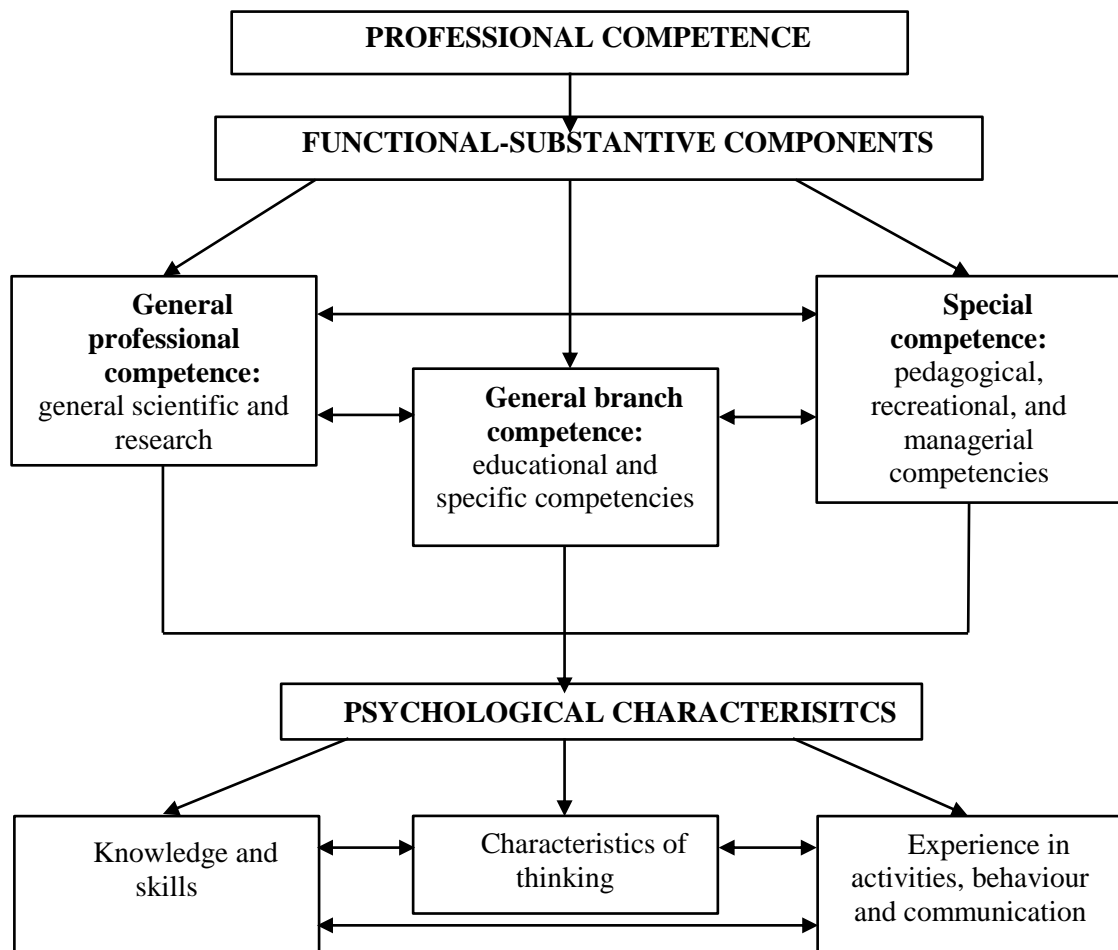 PROFESSIONAL COMPETENCE
FUNCTIONAL-SUBSTANTIVE COMPONENTS
General
professional
competence:
general scientific and
research
General branch
competence:
educational and
specific competencies
Special
competence:
pedagogical,
recreational, and
managerial
competencies
PSYCHOLOGICAL CHARACTERISITCS
Knowledge and
skills
Characteristics of
thinking
Experience in
activities, behaviour
and communication